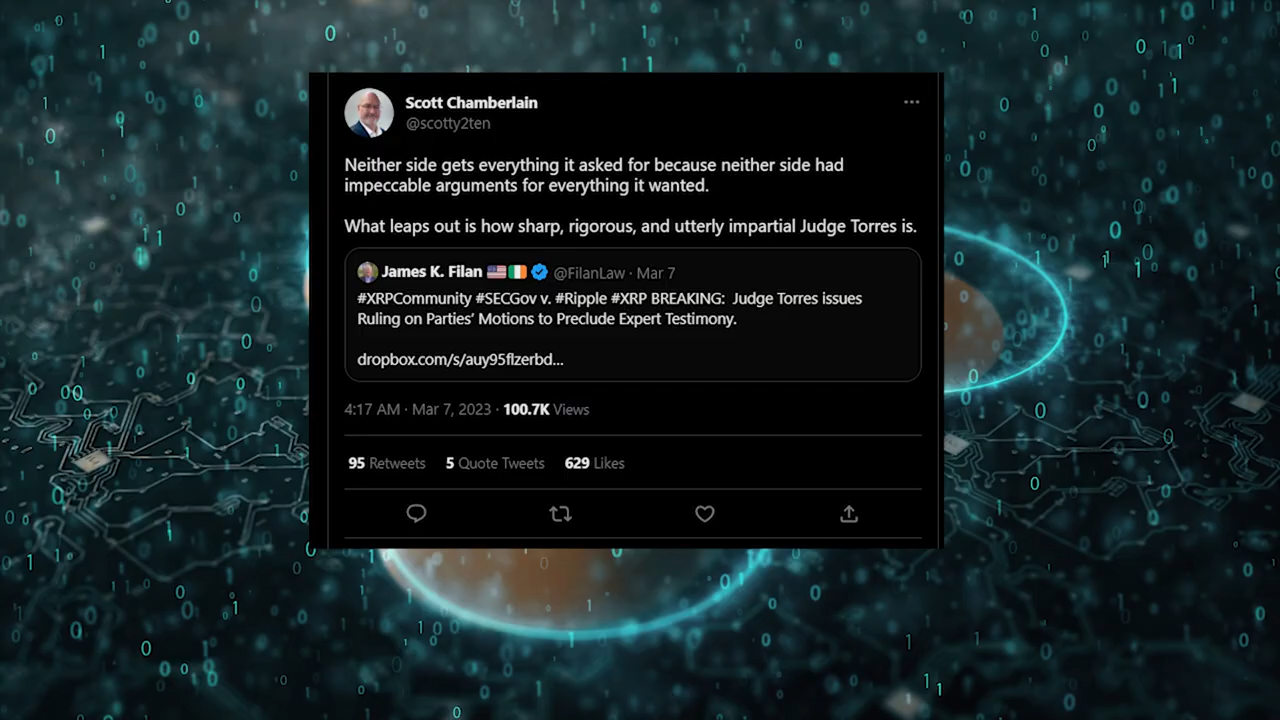 Scott Chamberlain
@scotty2ten
Neither side gets everything it asked for because neither side had
impeccable arguments for everything it wanted.
What leaps out is how sharp, rigorous, and utterly impartial Judge Torres is.
James K. Filan 🇺🇸🇮🇪 @FilanLaw · Mar 7
#XRPCommunity #SECGov v. #Ripple #XRP BREAKING: Judge Torres issues
Ruling on Parties’ Motions to Preclude Expert Testimony.
dropbox.com/s/auy95flzerbd...
4:17 AM · Mar 7, 2023 · 100.7K Views
95 Retweets 5 Quote Tweets 629 Likes